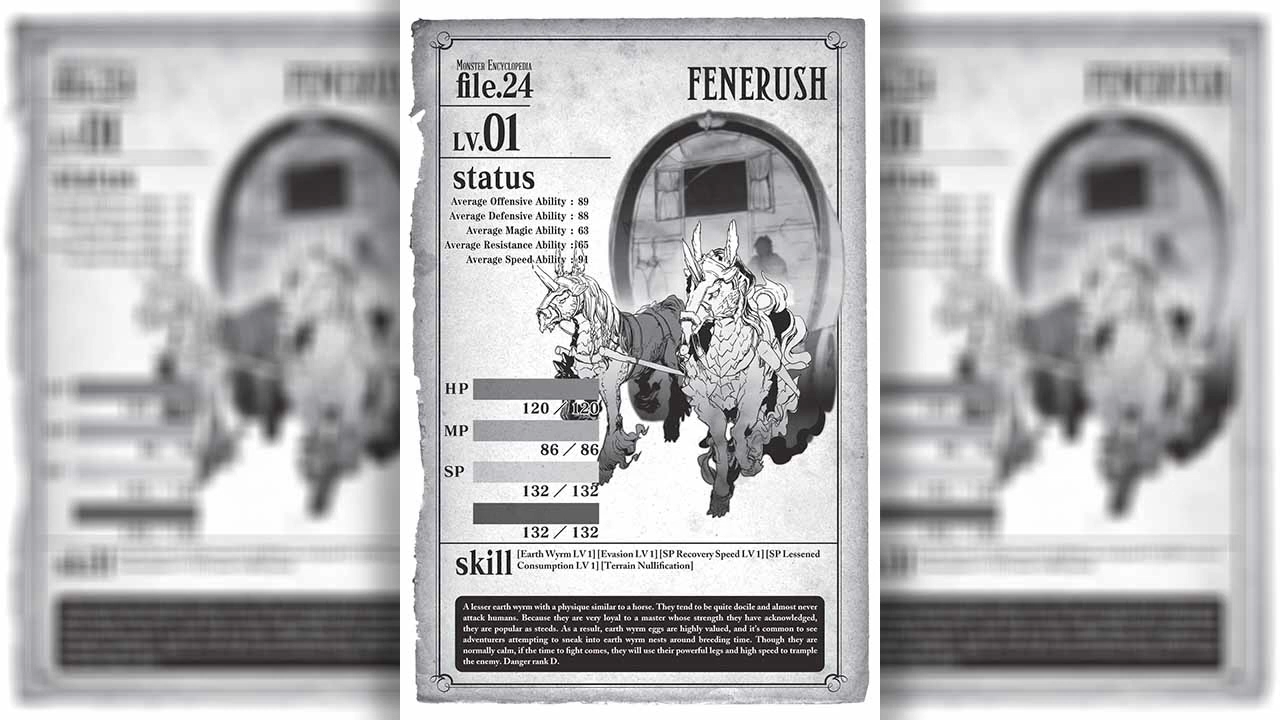 MONSTER ENCYCLOPEDIA
file.24
FENERUSH
LV.01
status
Average Offensive Ability : 89
Average Defensive Ability : 88
Average Magic Ability : 63
Average Resistance Ability : 65
Average Speed Ability : 91
HP
120 / 120
MP
86 / 86
SP
132 / 132
132 / 132
skill
[Earth Wyrm LV 1] [Evasion LV 1] [SP Recovery Speed LV 1] [SP Lessened
Consumption LV 1] [Terrain Nullification]
A lesser earth wyrm with a physique similar to a horse. They tend to be quite docile and almost never
attack humans. Because they are very loyal to a master whose strength they have acknowledged,
they are popular as steeds. As a result, earth wyrm eggs are highly valued, and it's common to see
adventurers attempting to sneak into earth wyrm nests around breeding time. Though they are
normally calm, if the time to fight comes, they will use their powerful legs and high speed to trample
the enemy. Danger rank D.